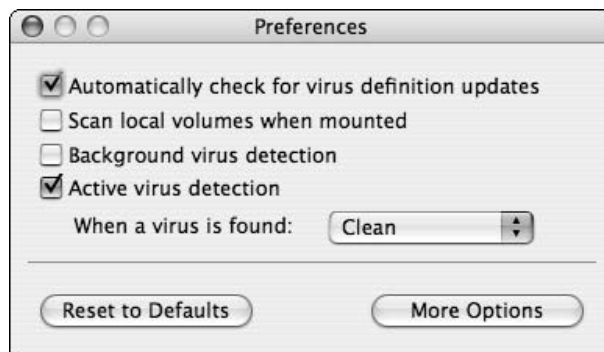 Preferences
Automatically check for virus definition updates
Scan local volumes when mounted
Background virus detection
Active virus detection
When a virus is found: Clean
Reset to Defaults More Options